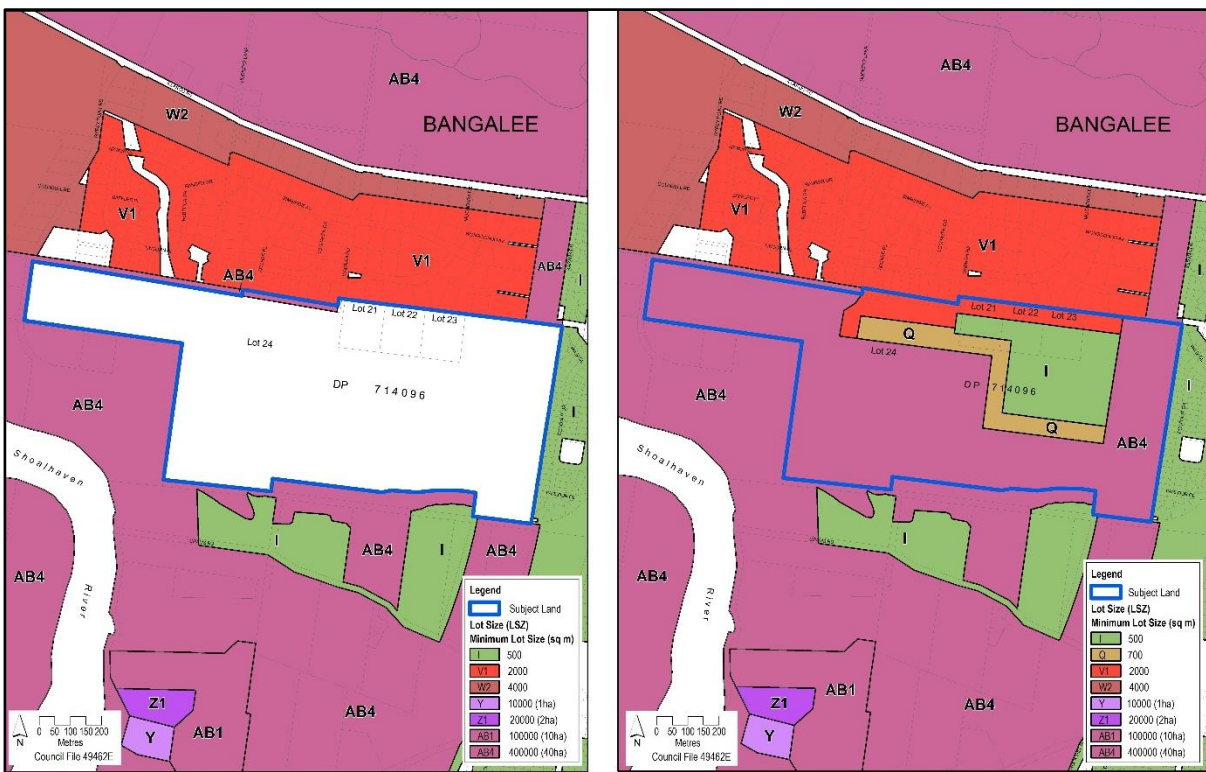 AB4
BANGALEE
W2
V1
V1
AB4
AB4
I
I
Lot 21 Lot 22 Lot 23
Lot 24
DP 714096
AB4
Shoalhaven
River
AB4
I
AB4
I
AB4
Z1
Y
AB1
AB4
N
0 50 100 150 200
Metres
Council File 49462E
Legend
Subject Land
Lot Size (LSZ)
Minimum Lot Size (sq m)
I 500
V1 2000
W2 4000
Y 10000 (1ha)
Z1 20000 (2ha)
AB1 100000 (10ha)
AB4 400000 (40ha)
AB4
BANGALEE
W2
V1
V1
I
I
Lot 21 Lot 22 Lot 23
Q
Lot 24
I
DP 714096
Q
AB4
AB4
Shoalhaven
River
AB4
I
AB4
I
Z1
Y
AB1
AB4
N
0 50 100 150 200
Metres
Council File 49462E
Legend
Subject Land
Lot Size (LSZ)
Minimum Lot Size (sq m)
I 500
Q 700
V1 2000
W2 4000
Y 10000 (1ha)
Z1 20000 (2ha)
AB1 100000 (10ha)
AB4 400000 (40ha)